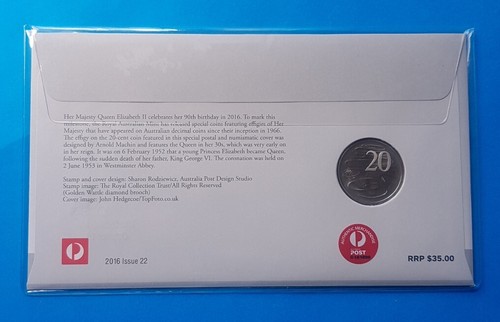 Her Majesty Queen Elizabeth II celebrates her 90th birthday in 2016. To mark this
milestone, the Royal Australian Mint has released special coins featuring effigies of Her
Majesty that have appeared on Australian decimal coins since their inception in 1966.
The effigy on the 20-cent coin featured in this special postal and numismatic cover was
designed by Arnold Machin and features the Queen in her 30s, which was very early on
in her reign. It was on 6 February 1952 that a young Princess Elizabeth became Queen,
following the sudden death of her father, King George VI. The coronation was held on
2 June 1953 in Westminster Abbey.
Stamp and cover design: Sharon Rodziewicz, Australia Post Design Studio
Stamp image: The Royal Collection Trust/All Rights Reserved
(Golden Wattle diamond brooch)
Cover image: John Hedgecoe/TopFoto.co.uk
20
2016 Issue 22
AUTHENTIC MERCHANDISE
POST
RRP $35.00